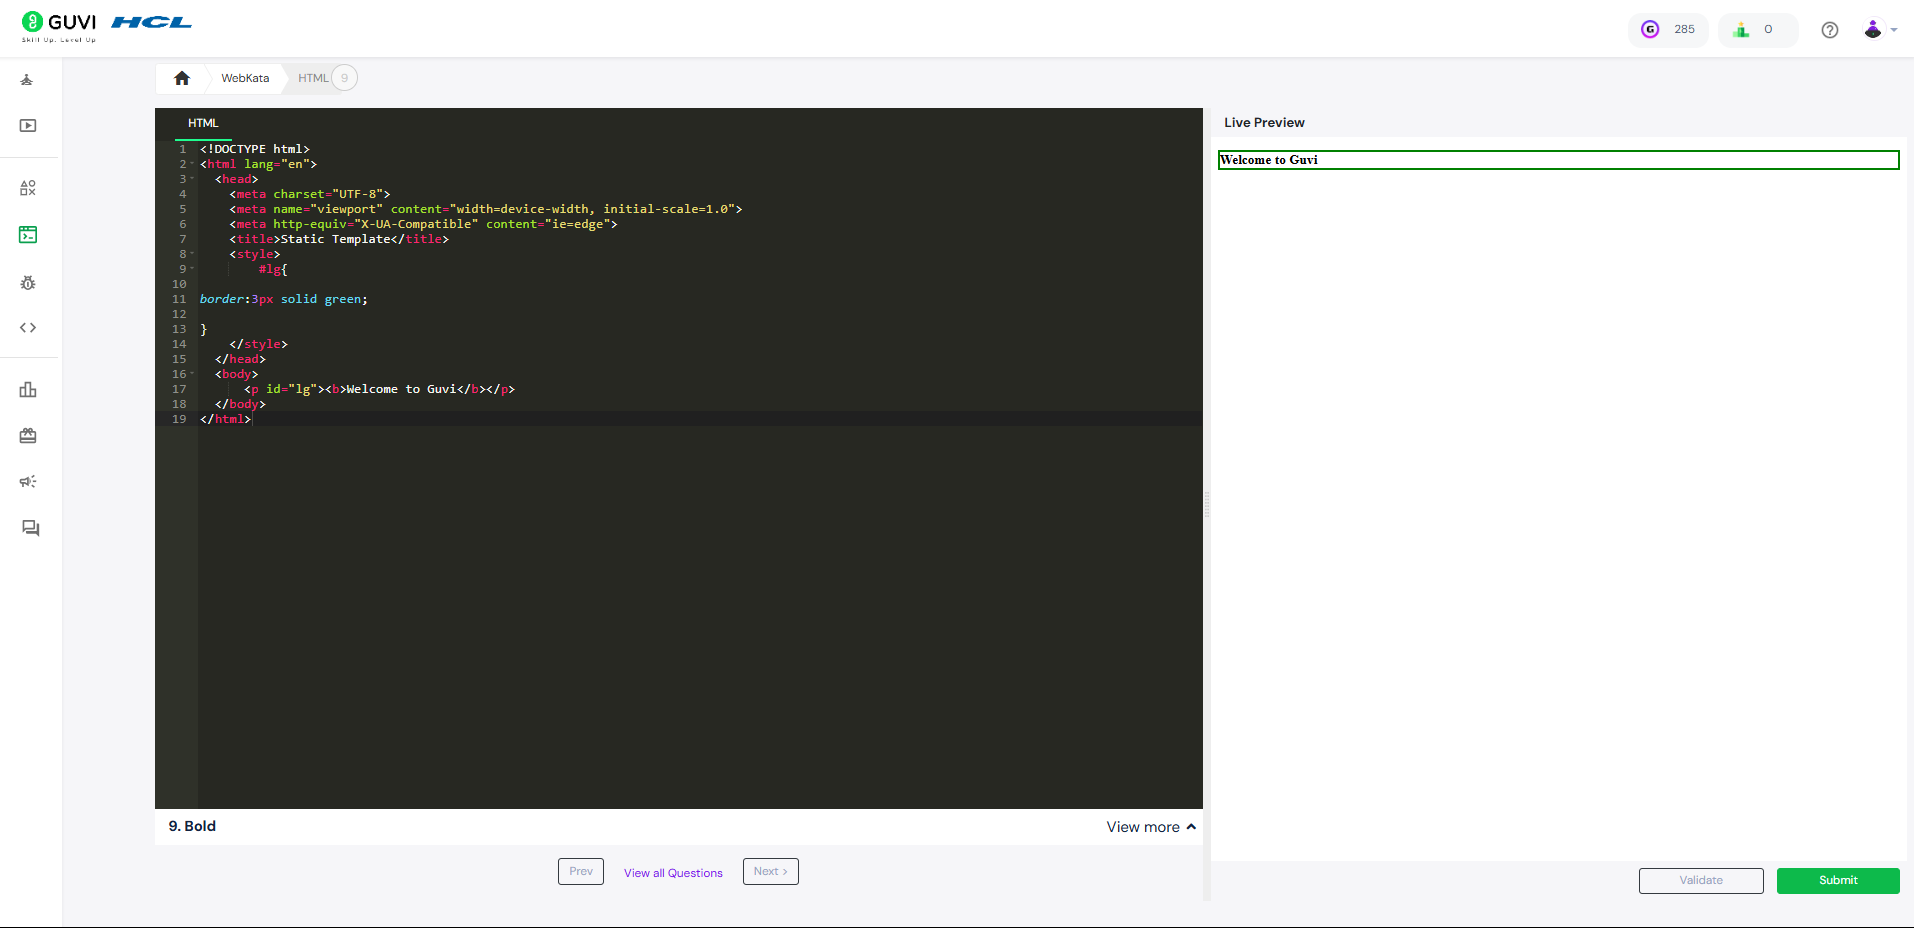 GUVI HCL
Skill Up. Level Up
G 285 0 ?
WebKata HTML 9
HTML
1 <!DOCTYPE html>
2 <html lang="en">
3 <head>
4 <meta charset="UTF-8">
5 <meta name="viewport" content="width=device-width, initial-scale=1.0">
6 <meta http-equiv="X-UA-Compatible" content="ie=edge">
7 <title>Static Template</title>
8 <style>
9 #lg{
10
11 border:3px solid green;
12
13 }
14 </style>
15 </head>
16 <body>
17 <p id="lg"><b>Welcome to Guvi</b></p>
18 </body>
19 </html>
Live Preview
Welcome to Guvi
9. Bold
View more
Prev View all Questions Next >
Validate Submit